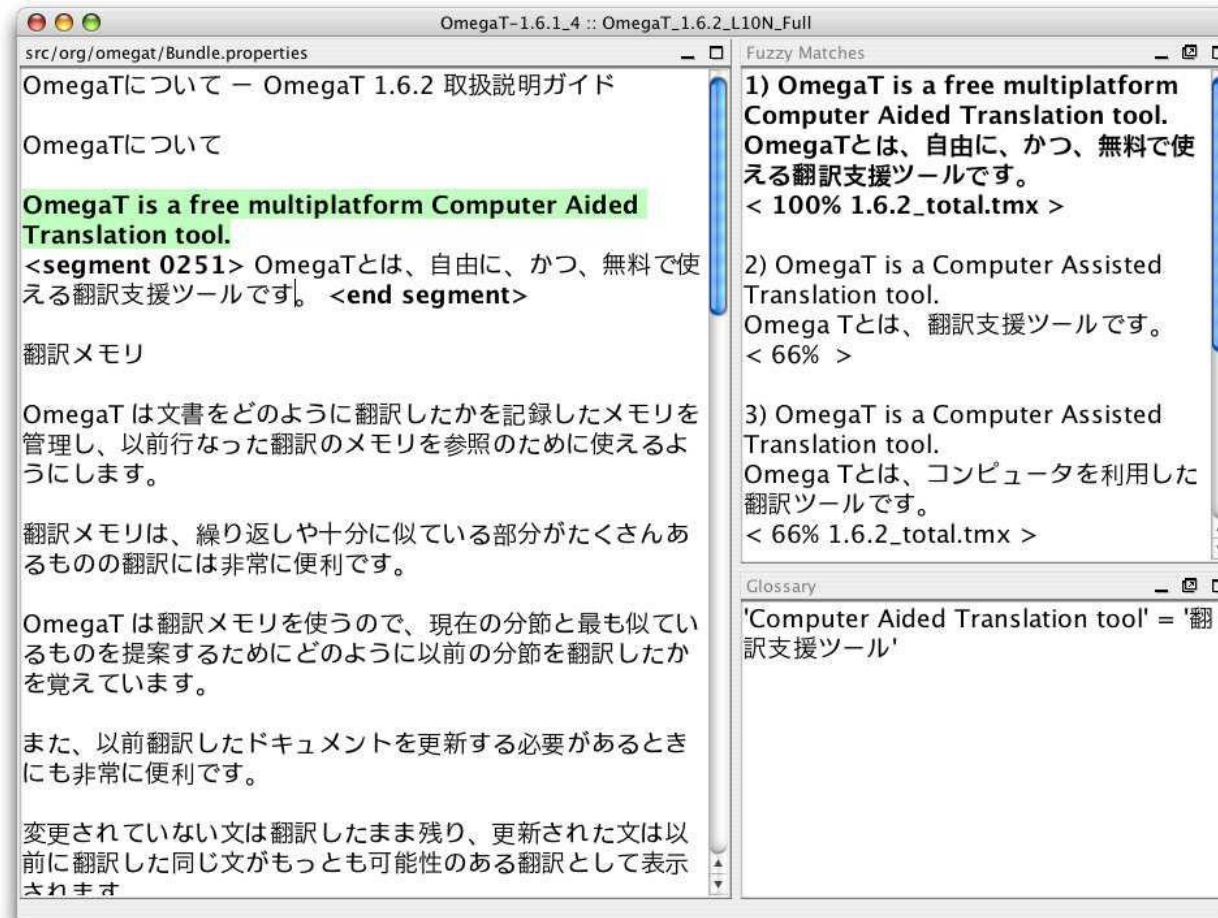 OmegaT-1.6.1_4 :: OmegaT_1.6.2_L10N_Full
src/org/omegat/Bundle.properties
OmegaTについて － OmegaT 1.6.2 取扱説明ガイド
OmegaTについて
OmegaT is a free multiplatform Computer Aided
Translation tool.
<segment 0251> OmegaTとは、自由に、かつ、無料で使
える翻訳支援ツールです。 <end segment>
翻訳メモリ
OmegaT は文書をどのように翻訳したかを記録したメモリを
管理し、以前行なった翻訳のメモリを参照のために使えるよ
うにします。
翻訳メモリは、繰り返しや十分に似ている部分がたくさんあ
るものの翻訳には非常に便利です。
OmegaT は翻訳メモリを使うので、現在の分節と最も似てい
るものを提案するためにどのように以前の分節を翻訳したか
を覚えています。
また、以前翻訳したドキュメントを更新する必要があるとき
にも非常に便利です。
変更されていない文は翻訳したまま残り、更新された文は以
前に翻訳した同じ文がもっとも可能性のある翻訳として表示
されます
Fuzzy Matches
1) OmegaT is a free multiplatform
Computer Aided Translation tool.
OmegaTとは、自由に、かつ、無料で使
える翻訳支援ツールです。
< 100% 1.6.2_total.tmx >
2) OmegaT is a Computer Assisted
Translation tool.
Omega Tとは、翻訳支援ツールです。
< 66%  >
3) OmegaT is a Computer Assisted
Translation tool.
Omega Tとは、コンピュータを利用した
翻訳ツールです。
< 66% 1.6.2_total.tmx >
Glossary
'Computer Aided Translation tool' = '翻
訳支援ツール'